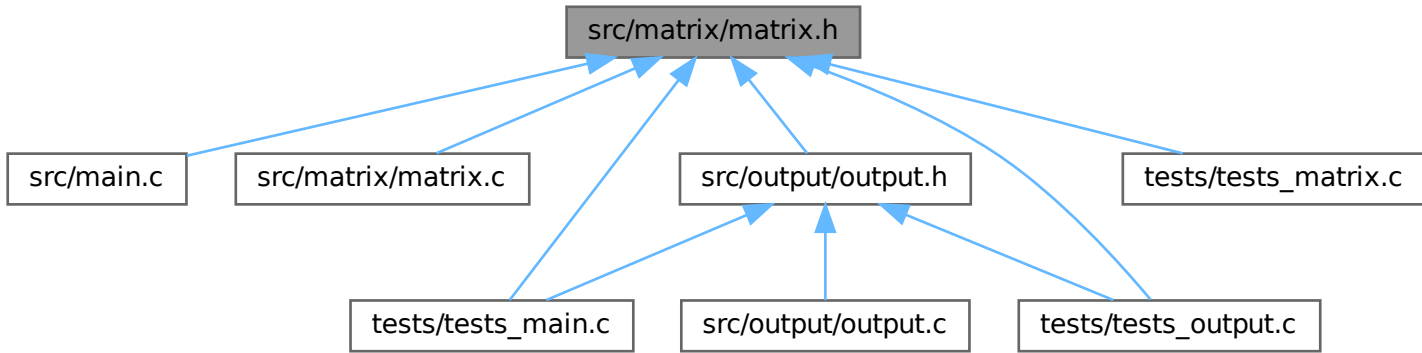 src/matrix/matrix.h
src/main.c
src/matrix/matrix.c
src/output/output.h
tests/tests_matrix.c
tests/tests_main.c
src/output/output.c
tests/tests_output.c